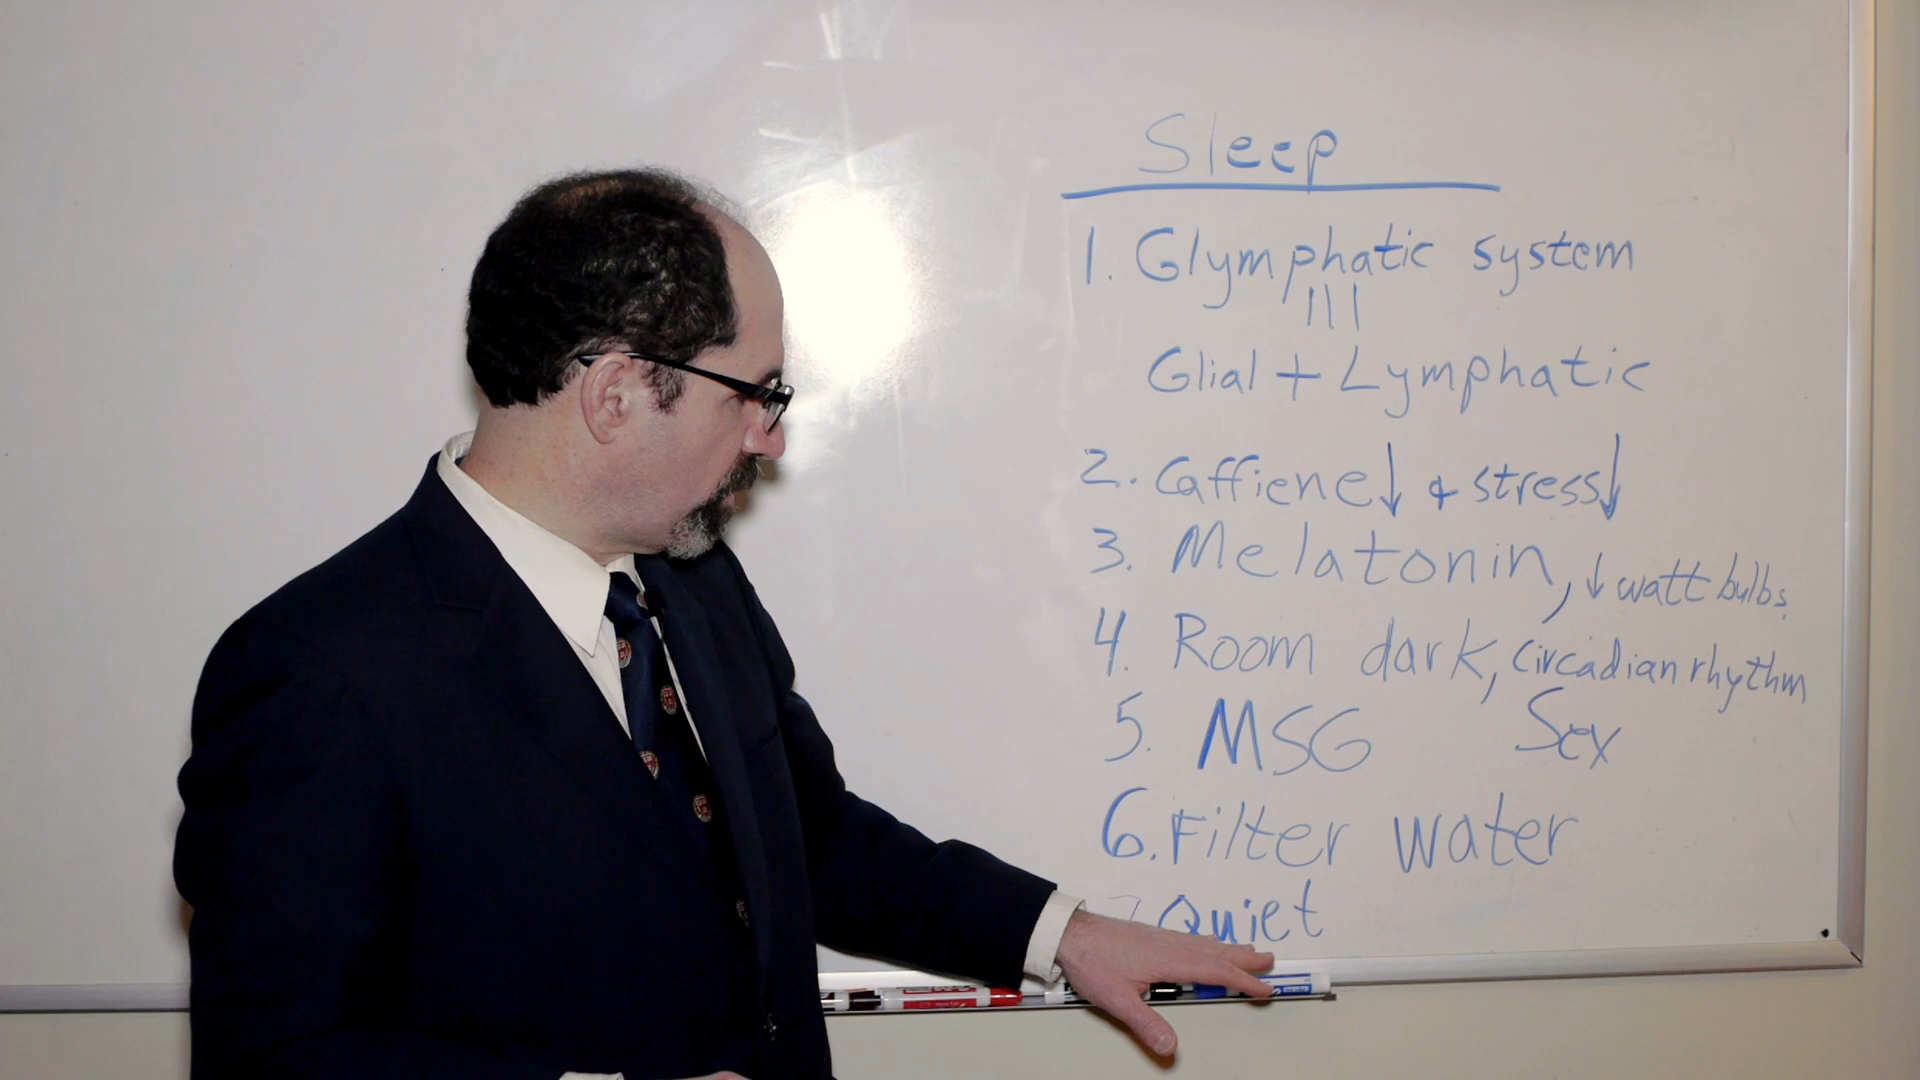 Sleep
1. Glymphatic system
|||
Glial + Lymphatic
2. Caffiene↓ & stress↓
3. Melatonin, ↓ watt bulbs
4. Room dark, circadian rhythm
5. MSG Sex
6. Filter water
7. Quiet